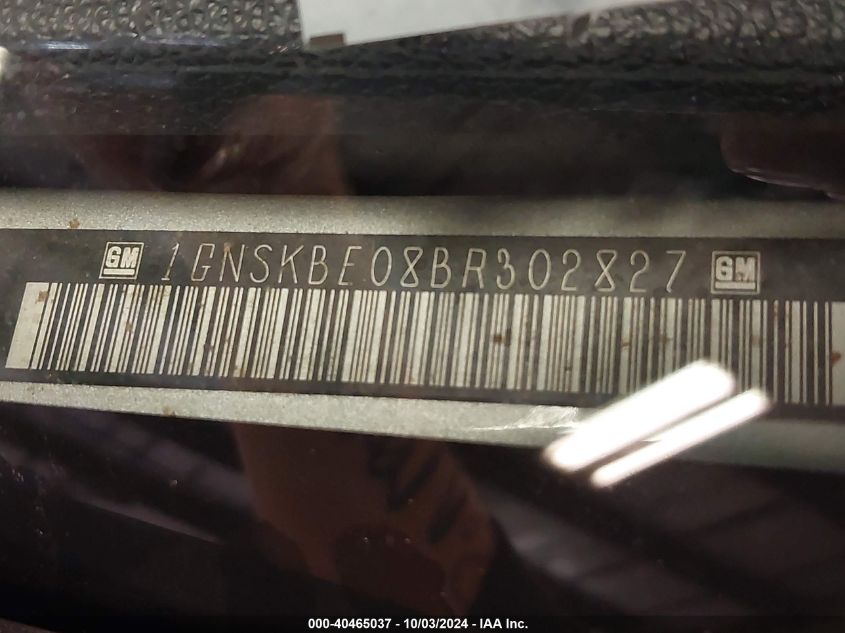 GM 1GNSKBE08BR302827 GM
000-40465037 - 10/03/2024 - IAA Inc.